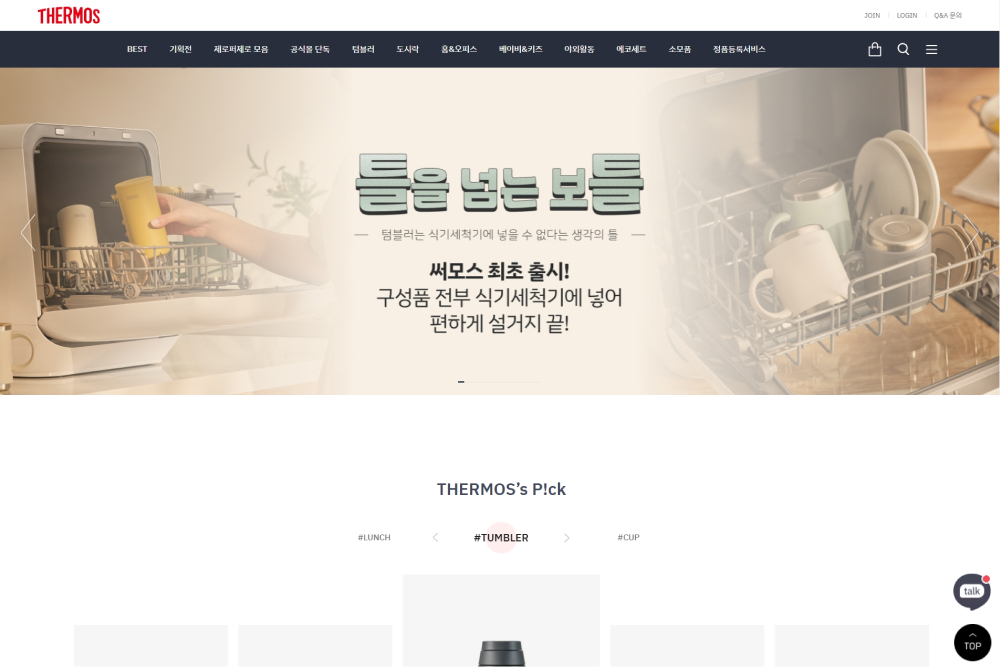 THERMOS
JOIN
LOGIN
Q&A 문의
BEST
기획전
제로퍼제로 모음
공식몰 단독
텀블러
도시락
홈&오피스
베이비&키즈
야외활동
에코세트
소모품
정품등록서비스
틀을 넘는 보틀
텀블러는 식기세척기에 넣을 수 없다는 생각의 틀
써모스 최초 출시!
구성품 전부 식기세척기에 넣어
편하게 설거지 끝!
THERMOS's P!ck
#LUNCH
#TUMBLER
#CUP
talk
TOP